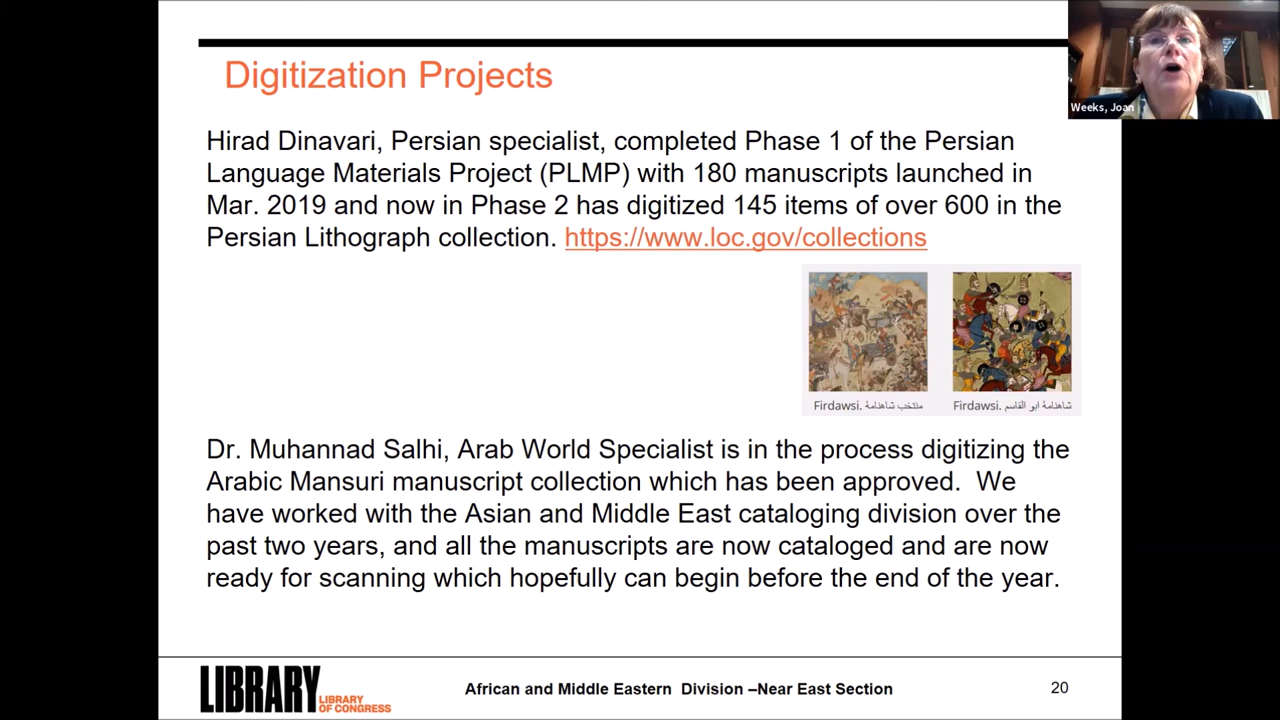 Digitization Projects
Weeks, Joan
Hirad Dinavari, Persian specialist, completed Phase 1 of the Persian
Language Materials Project (PLMP) with 180 manuscripts launched in
Mar. 2019 and now in Phase 2 has digitized 145 items of over 600 in the
Persian Lithograph collection. https://www.loc.gov/collections
Firdawsi. منتخب شاهنامهٔ
Firdawsi. شاهنامهٔ ابو القاسم
Dr. Muhannad Salhi, Arab World Specialist is in the process digitizing the
Arabic Mansuri manuscript collection which has been approved.  We
have worked with the Asian and Middle East cataloging division over the
past two years, and all the manuscripts are now cataloged and are now
ready for scanning which hopefully can begin before the end of the year.
LIBRARY
LIBRARY
OF CONGRESS
African and Middle Eastern  Division –Near East Section
20